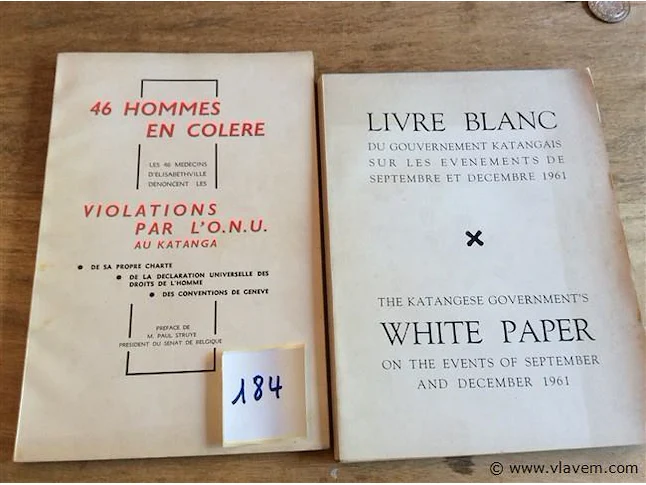 46 HOMMES
EN COLERE
LES 46 MEDECINS
D'ELISABETHVILLE
DENONCENT LES
VIOLATIONS
PAR L'O.N.U.
AU KATANGA
● DE SA PROPRE CHARTE
● DE LA DECLARATION UNIVERSELLE DES
DROITS DE L'HOMME
● DES CONVENTIONS DE GENEVE
PREFACE DE
M. PAUL STRUYE
PRESIDENT DU SENAT DE BELGIQUE
184
LIVRE BLANC
DU GOUVERNEMENT KATANGAIS
SUR LES EVENEMENTS DE
SEPTEMBRE ET DECEMBRE 1961
THE KATANGESE GOVERNMENT'S
WHITE PAPER
ON THE EVENTS OF SEPTEMBER
AND DECEMBER 1961
© www.vlavem.com